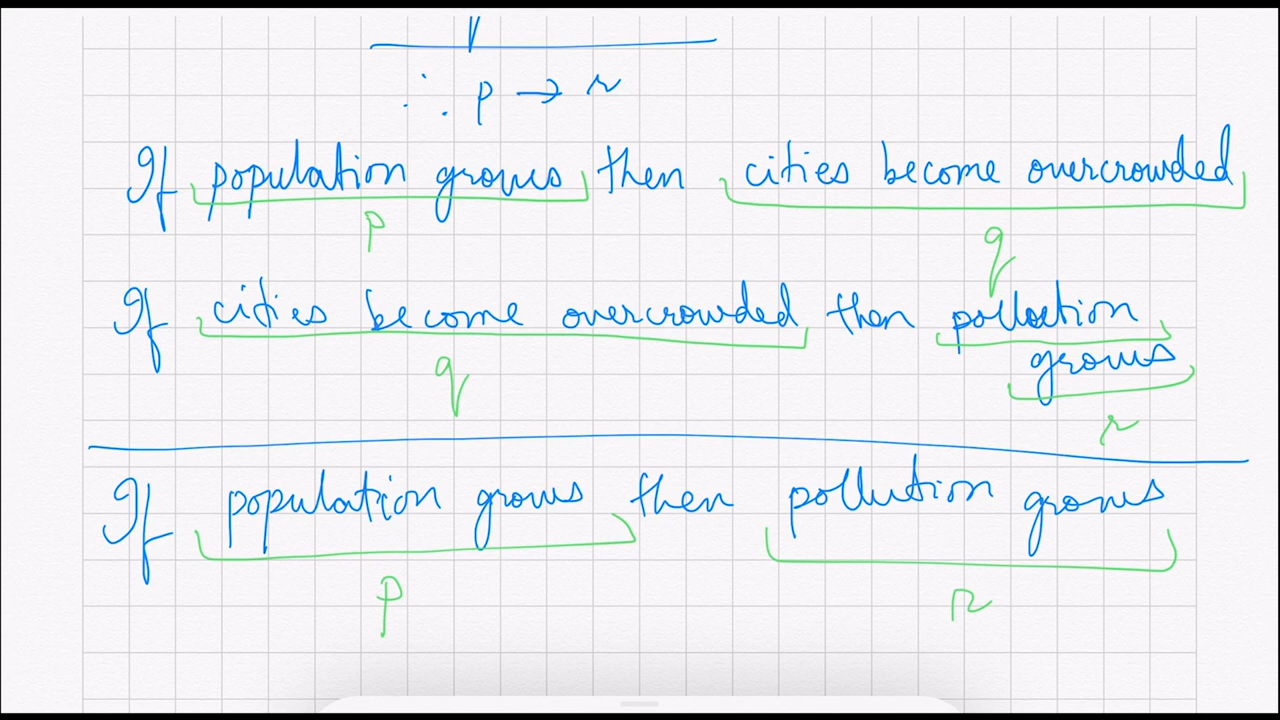 ∴ p → r
If population grows then cities become overcrowded
p
q
If cities become overcrowded then pollution
grows
q
r
If population grows then pollution grows
p
r